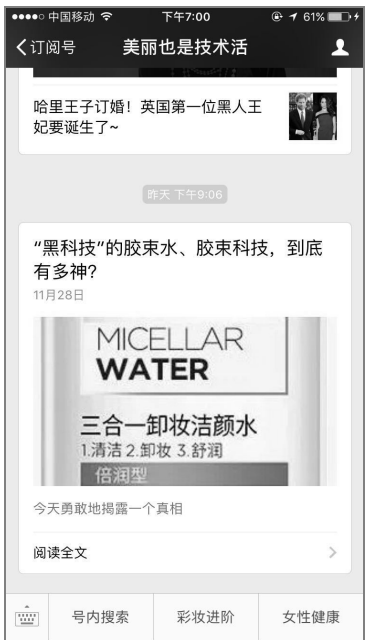 中国移动 下午7:00 61%
订阅号 美丽也是技术活
哈里王子订婚！英国第一位黑人王
妃要诞生了~
昨天 下午9:06
“黑科技”的胶束水、胶束科技，到底
有多神？
11月28日
MICELLAR
WATER
三合一卸妆洁颜水
1.清洁 2.卸妆 3.舒润
倍润型
今天勇敢地揭露一个真相
阅读全文
号内搜索 彩妆进阶 女性健康